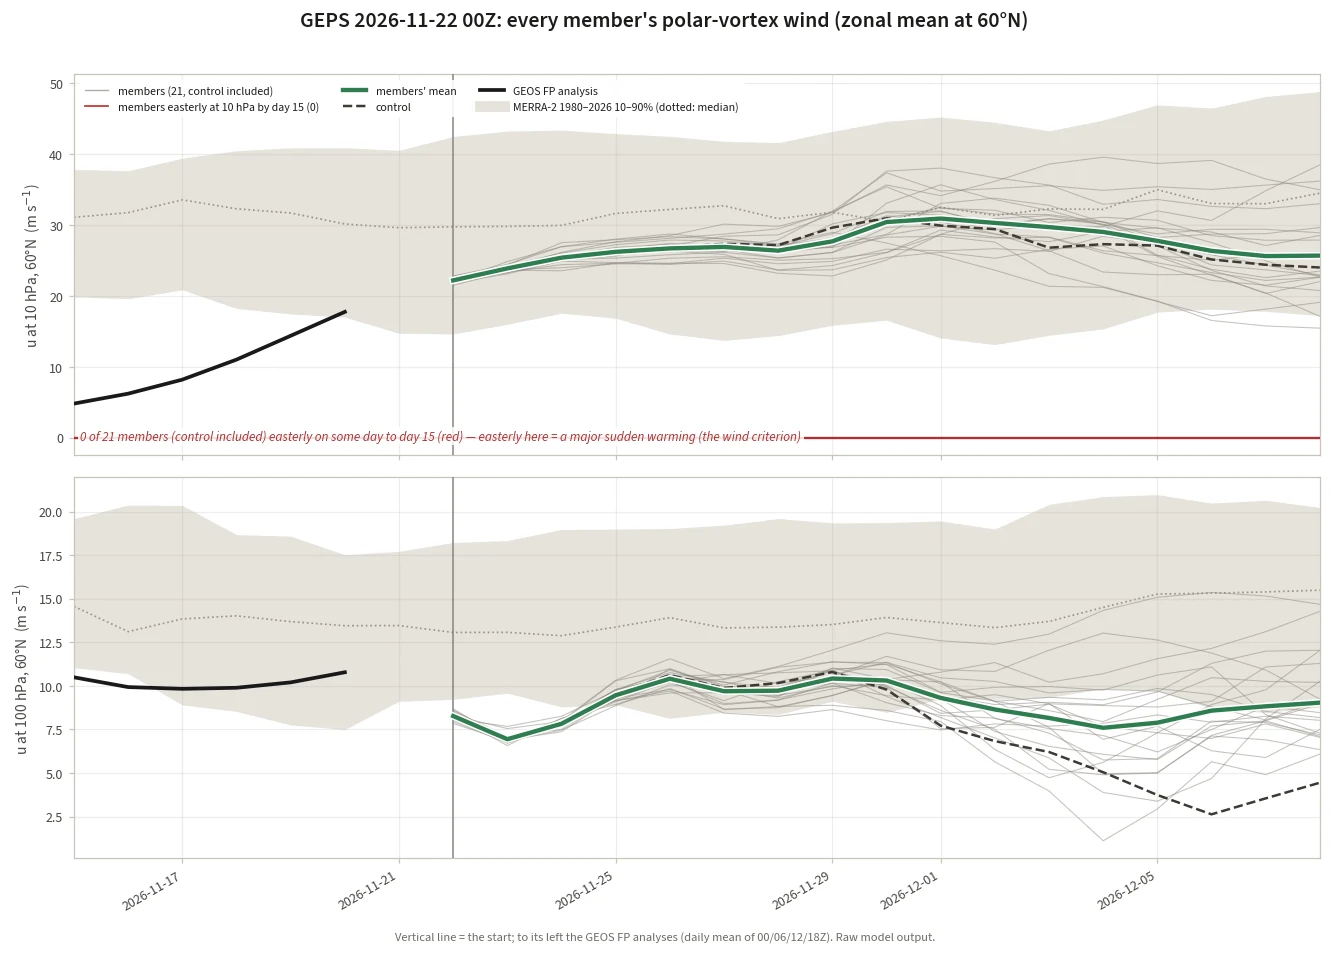 GEPS 2026-11-22 00Z: every member's polar-vortex wind (zonal mean at 60°N)
members (21, control included)
members easterly at 10 hPa by day 15 (0)
members' mean
control
GEOS FP analysis
MERRA-2 1980–2026 10–90% (dotted: median)
u at 10 hPa, 60°N (m s⁻¹)
50
40
30
20
10
0
0 of 21 members (control included) easterly on some day to day 15 (red) — easterly here = a major sudden warming (the wind criterion)
u at 100 hPa, 60°N (m s⁻¹)
20.0
17.5
15.0
12.5
10.0
7.5
5.0
2.5
2026-11-17
2026-11-21
2026-11-25
2026-11-29
2026-12-01
2026-12-05
Vertical line = the start; to its left the GEOS FP analyses (daily mean of 00/06/12/18Z). Raw model output.